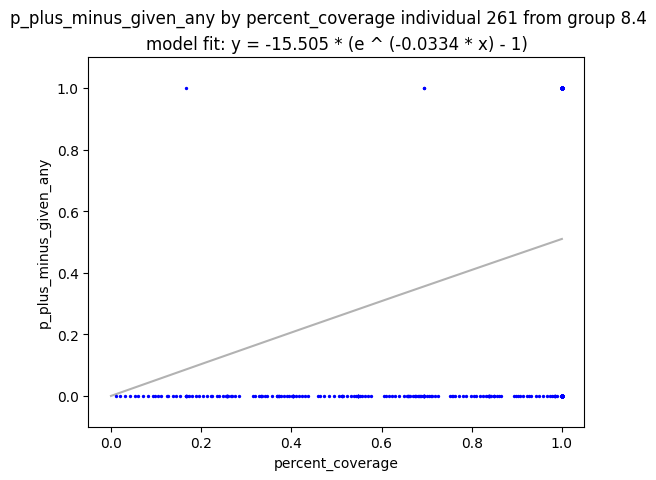 p_plus_minus_given_any by percent_coverage individual 261 from group 8.4
model fit: y = -15.505 * (e ^ (-0.0334 * x) - 1)
1.0
0.8
0.6
0.4
0.2
0.0
p_plus_minus_given_any
0.0 0.2 0.4 0.6 0.8 1.0
percent_coverage